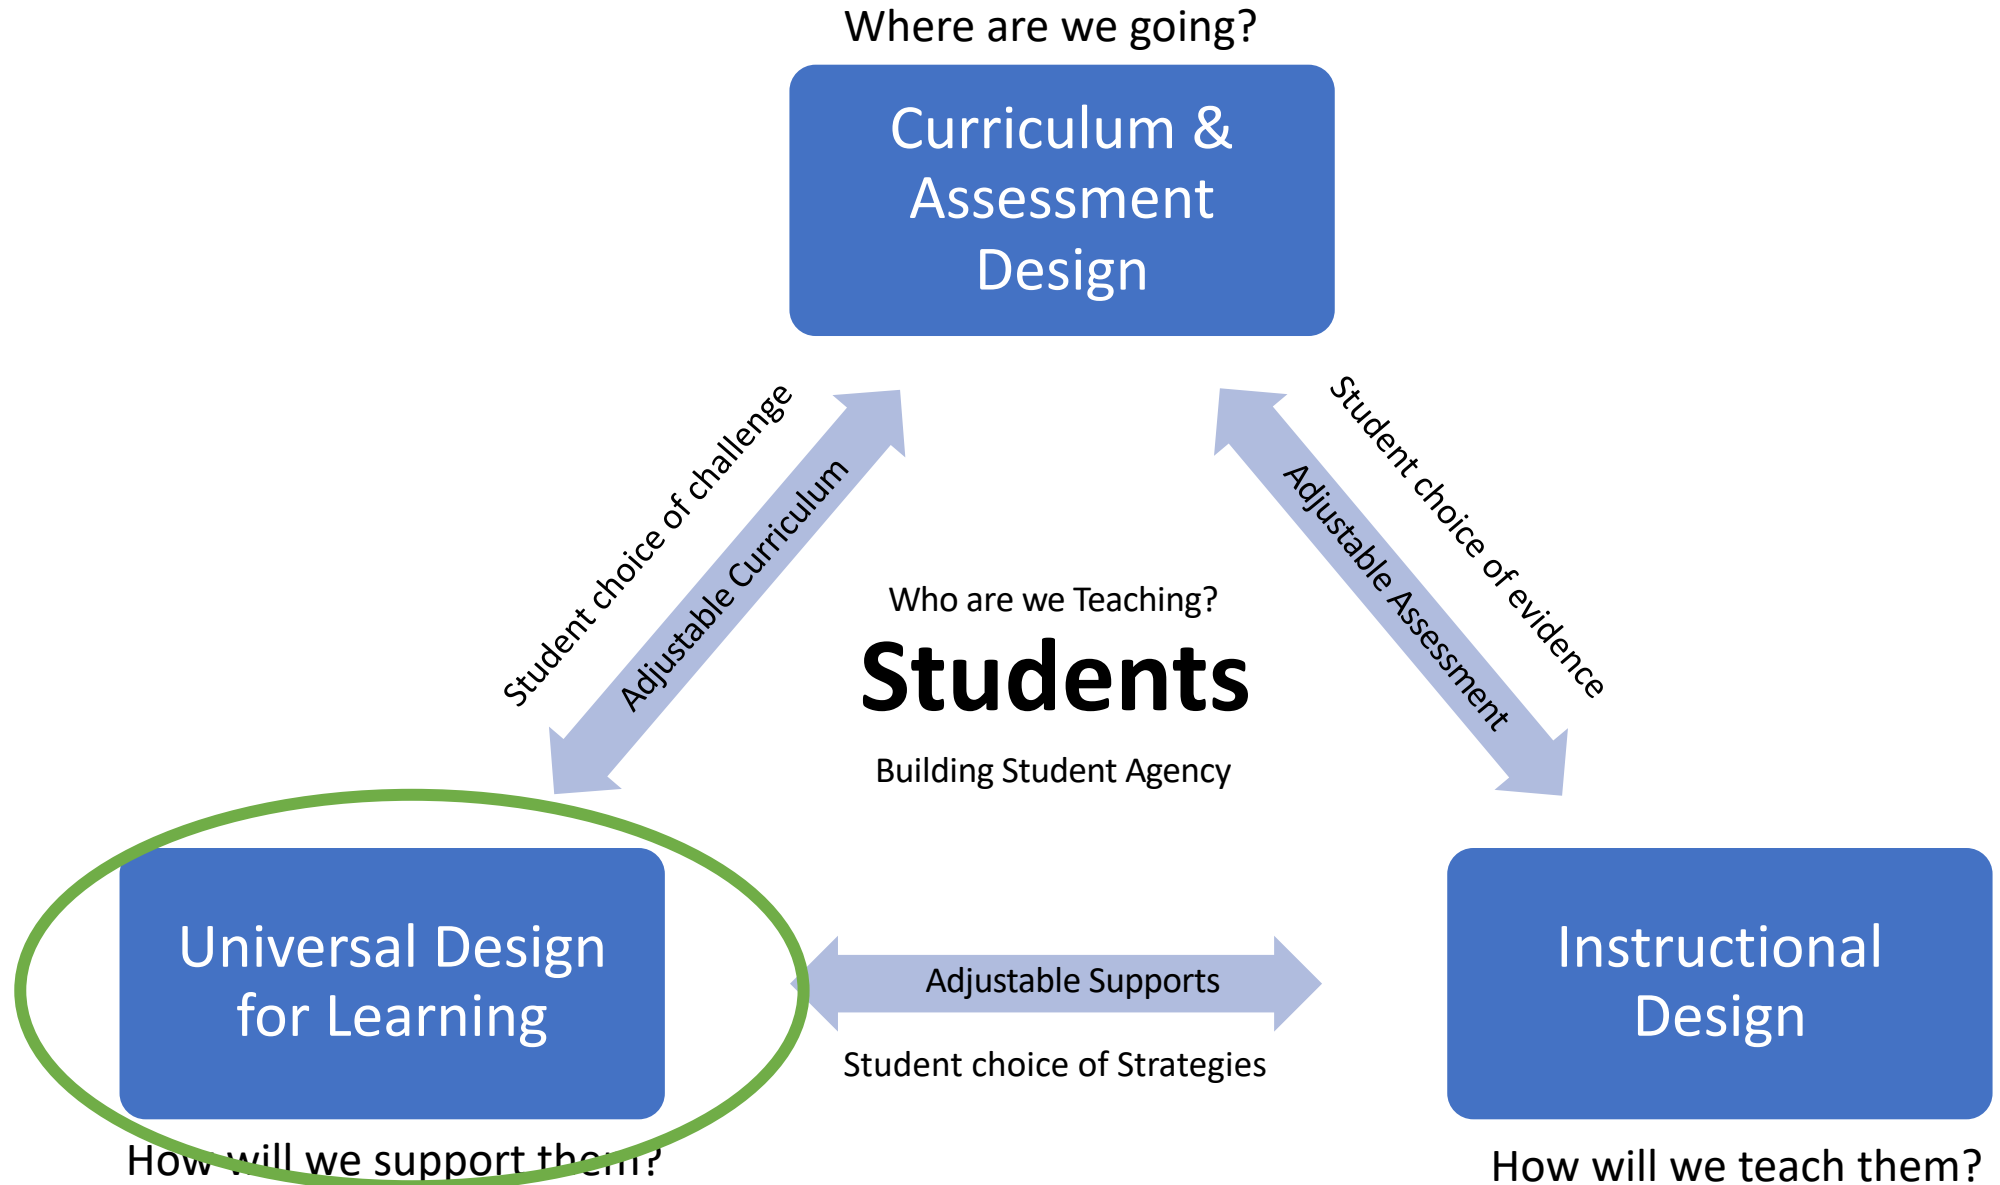 Where are we going?
Curriculum &
Assessment
Design
Student choice of challenge
Adjustable Curriculum
Student choice of evidence
Adjustable Assessment
Who are we Teaching?
Students
Building Student Agency
Universal Design
for Learning
Adjustable Supports
Student choice of Strategies
Instructional
Design
How will we support them?
How will we teach them?